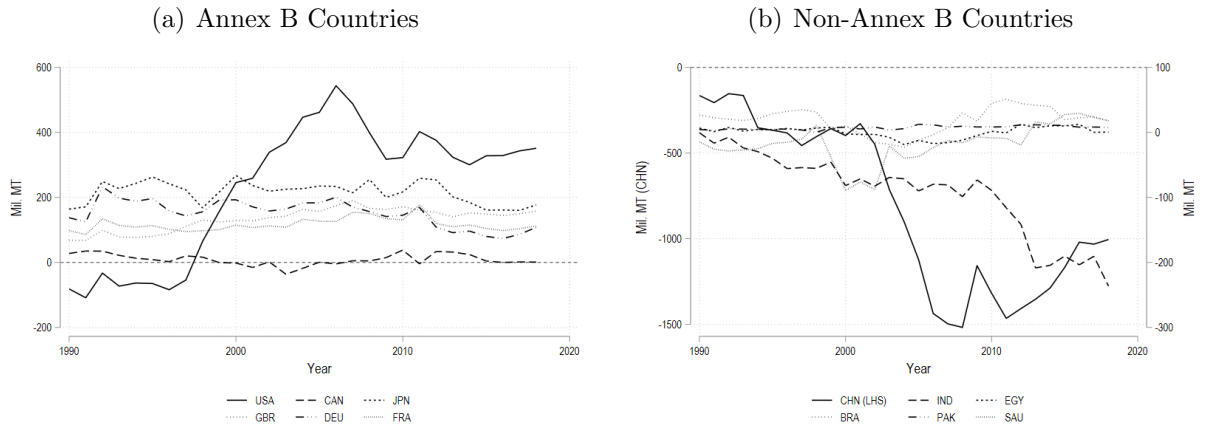 (a) Annex B Countries
600
400
200
0
-200
Mil. MT
1990
2000
2010
2020
Year
USA CAN JPN
GBR DEU FRA
(b) Non-Annex B Countries
0
-500
-1000
-1500
Mil. MT (CHN)
100
0
-100
-200
-300
Mil. MT
1990
2000
2010
2020
Year
CHN (LHS) IND EGY
BRA PAK SAU